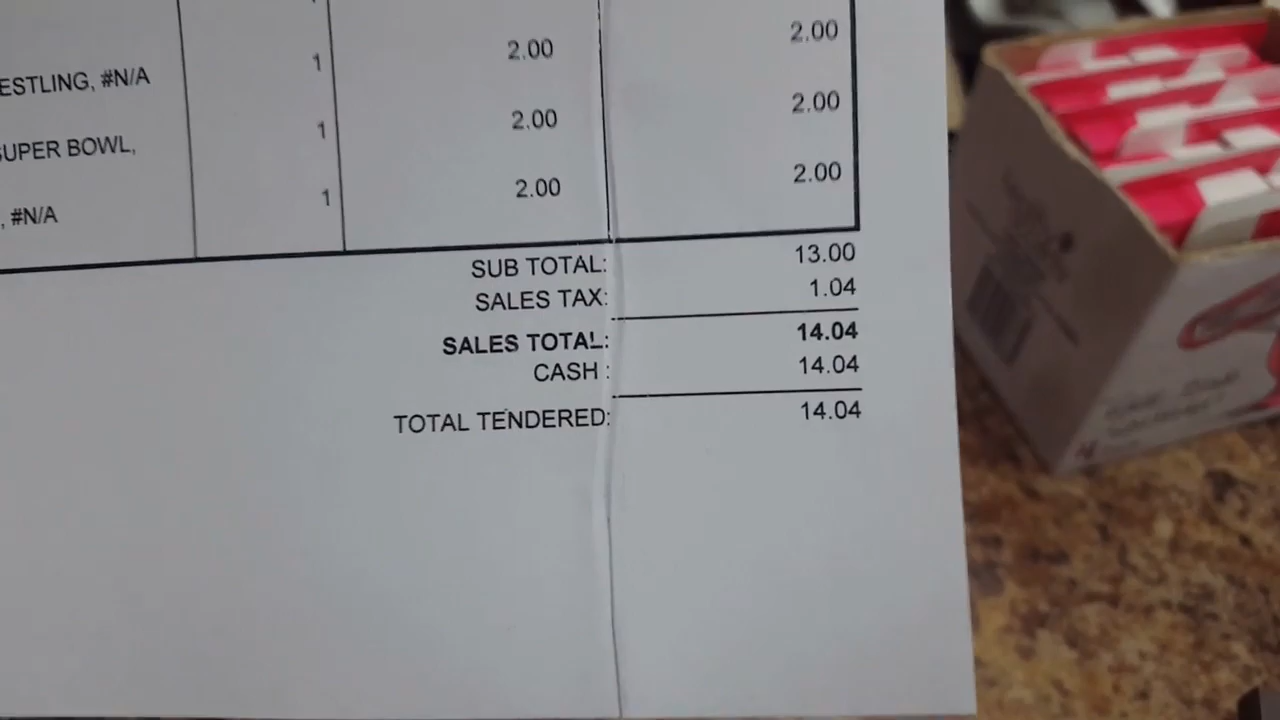 2.00
1 2.00
ESTLING, #N/A
2.00
1 2.00
SUPER BOWL,
2.00
1 2.00
, #N/A
SUB TOTAL: 13.00
SALES TAX: 1.04
SALES TOTAL: 14.04
CASH : 14.04
TOTAL TENDERED: 14.04